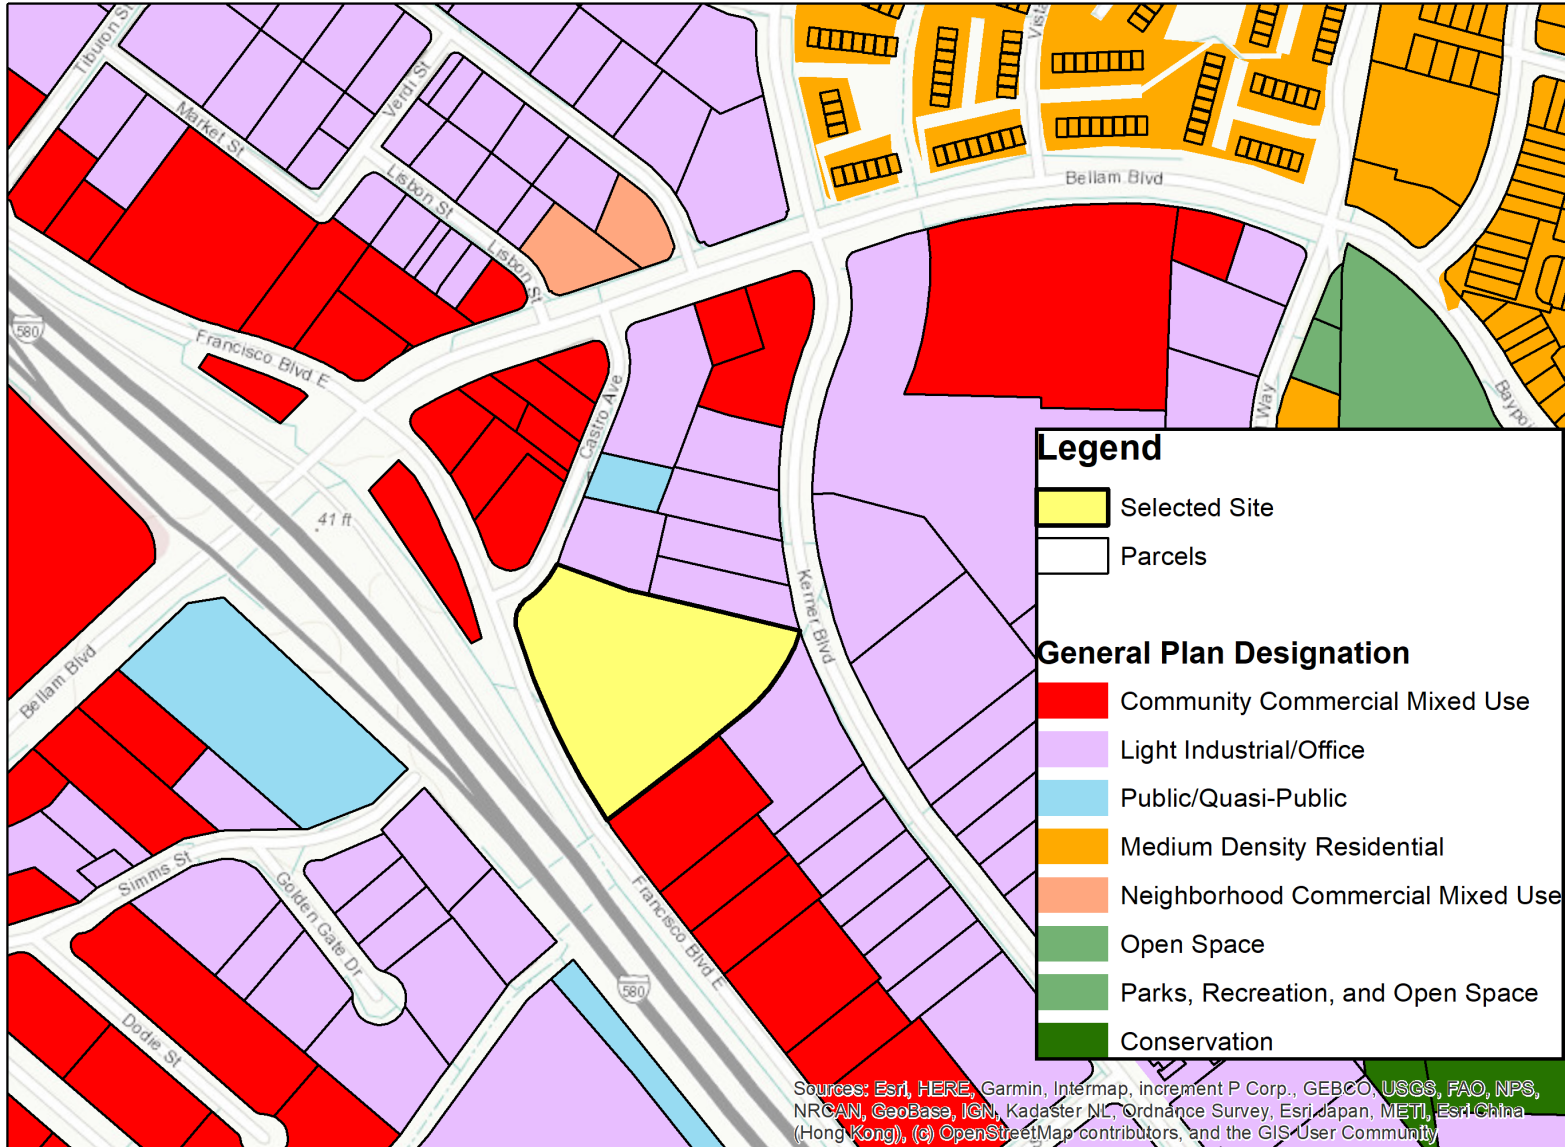 Tiburon St
Market St
Verdi St
Lisbon St
Lisbon St
Vista
Bellam Blvd
580
Francisco Blvd E
Castro Ave
Way
Baypoi
41 ft
Kerner Blvd
Bellam Blvd
Simms St
Golden Gate Dr
Francisco Blvd E
580
Dodie St
Legend
Selected Site
Parcels
General Plan Designation
Community Commercial Mixed Use
Light Industrial/Office
Public/Quasi-Public
Medium Density Residential
Neighborhood Commercial Mixed Use
Open Space
Parks, Recreation, and Open Space
Conservation
Sources: Esri, HERE, Garmin, Intermap, increment P Corp., GEBCO, USGS, FAO, NPS,
NRCAN, GeoBase, IGN, Kadaster NL, Ordnance Survey, Esri Japan, METI, Esri China
(Hong Kong), (c) OpenStreetMap contributors, and the GIS User Community